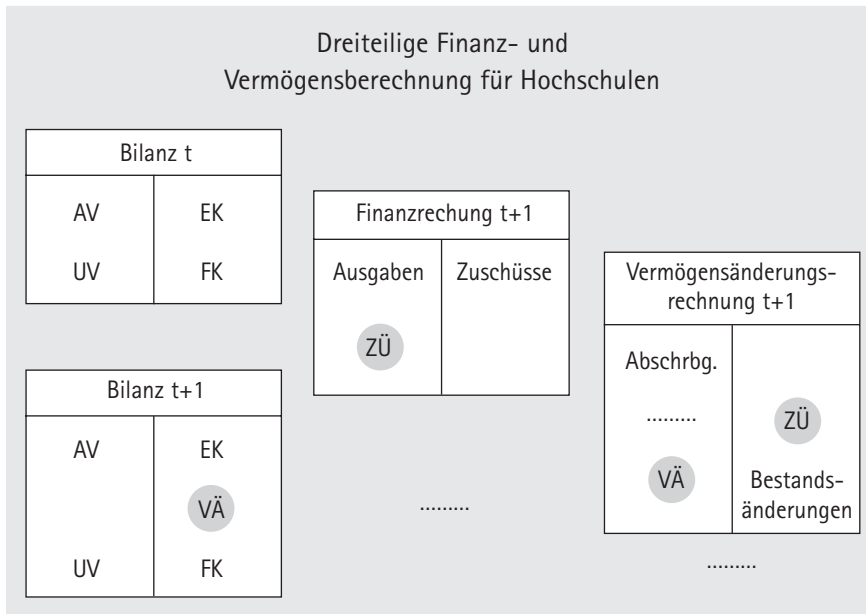 Dreiteilige Finanz- und
Vermögensberechnung für Hochschulen
Bilanz t
AV EK
UV FK
Finanzrechung t+1
Ausgaben Zuschüsse
ZÜ
Vermögensänderungs-
rechnung t+1
Abschrbg.
.........
ZÜ
VÄ
Bestands-
änderungen
Bilanz t+1
AV EK
VÄ
UV FK
.........
.........